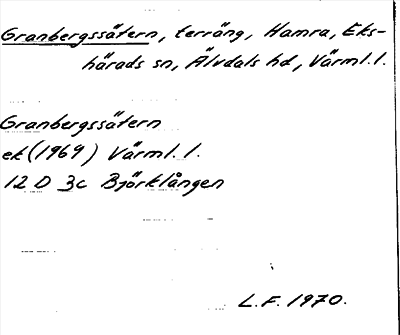 Granbergssätern, terräng, Hamra, Eks-
härads sn, Älvdals hd, Värml. l.
Granbergssätern
ek (1969) Värml. l.
12 D 3c Björklången
L.F. 1970.